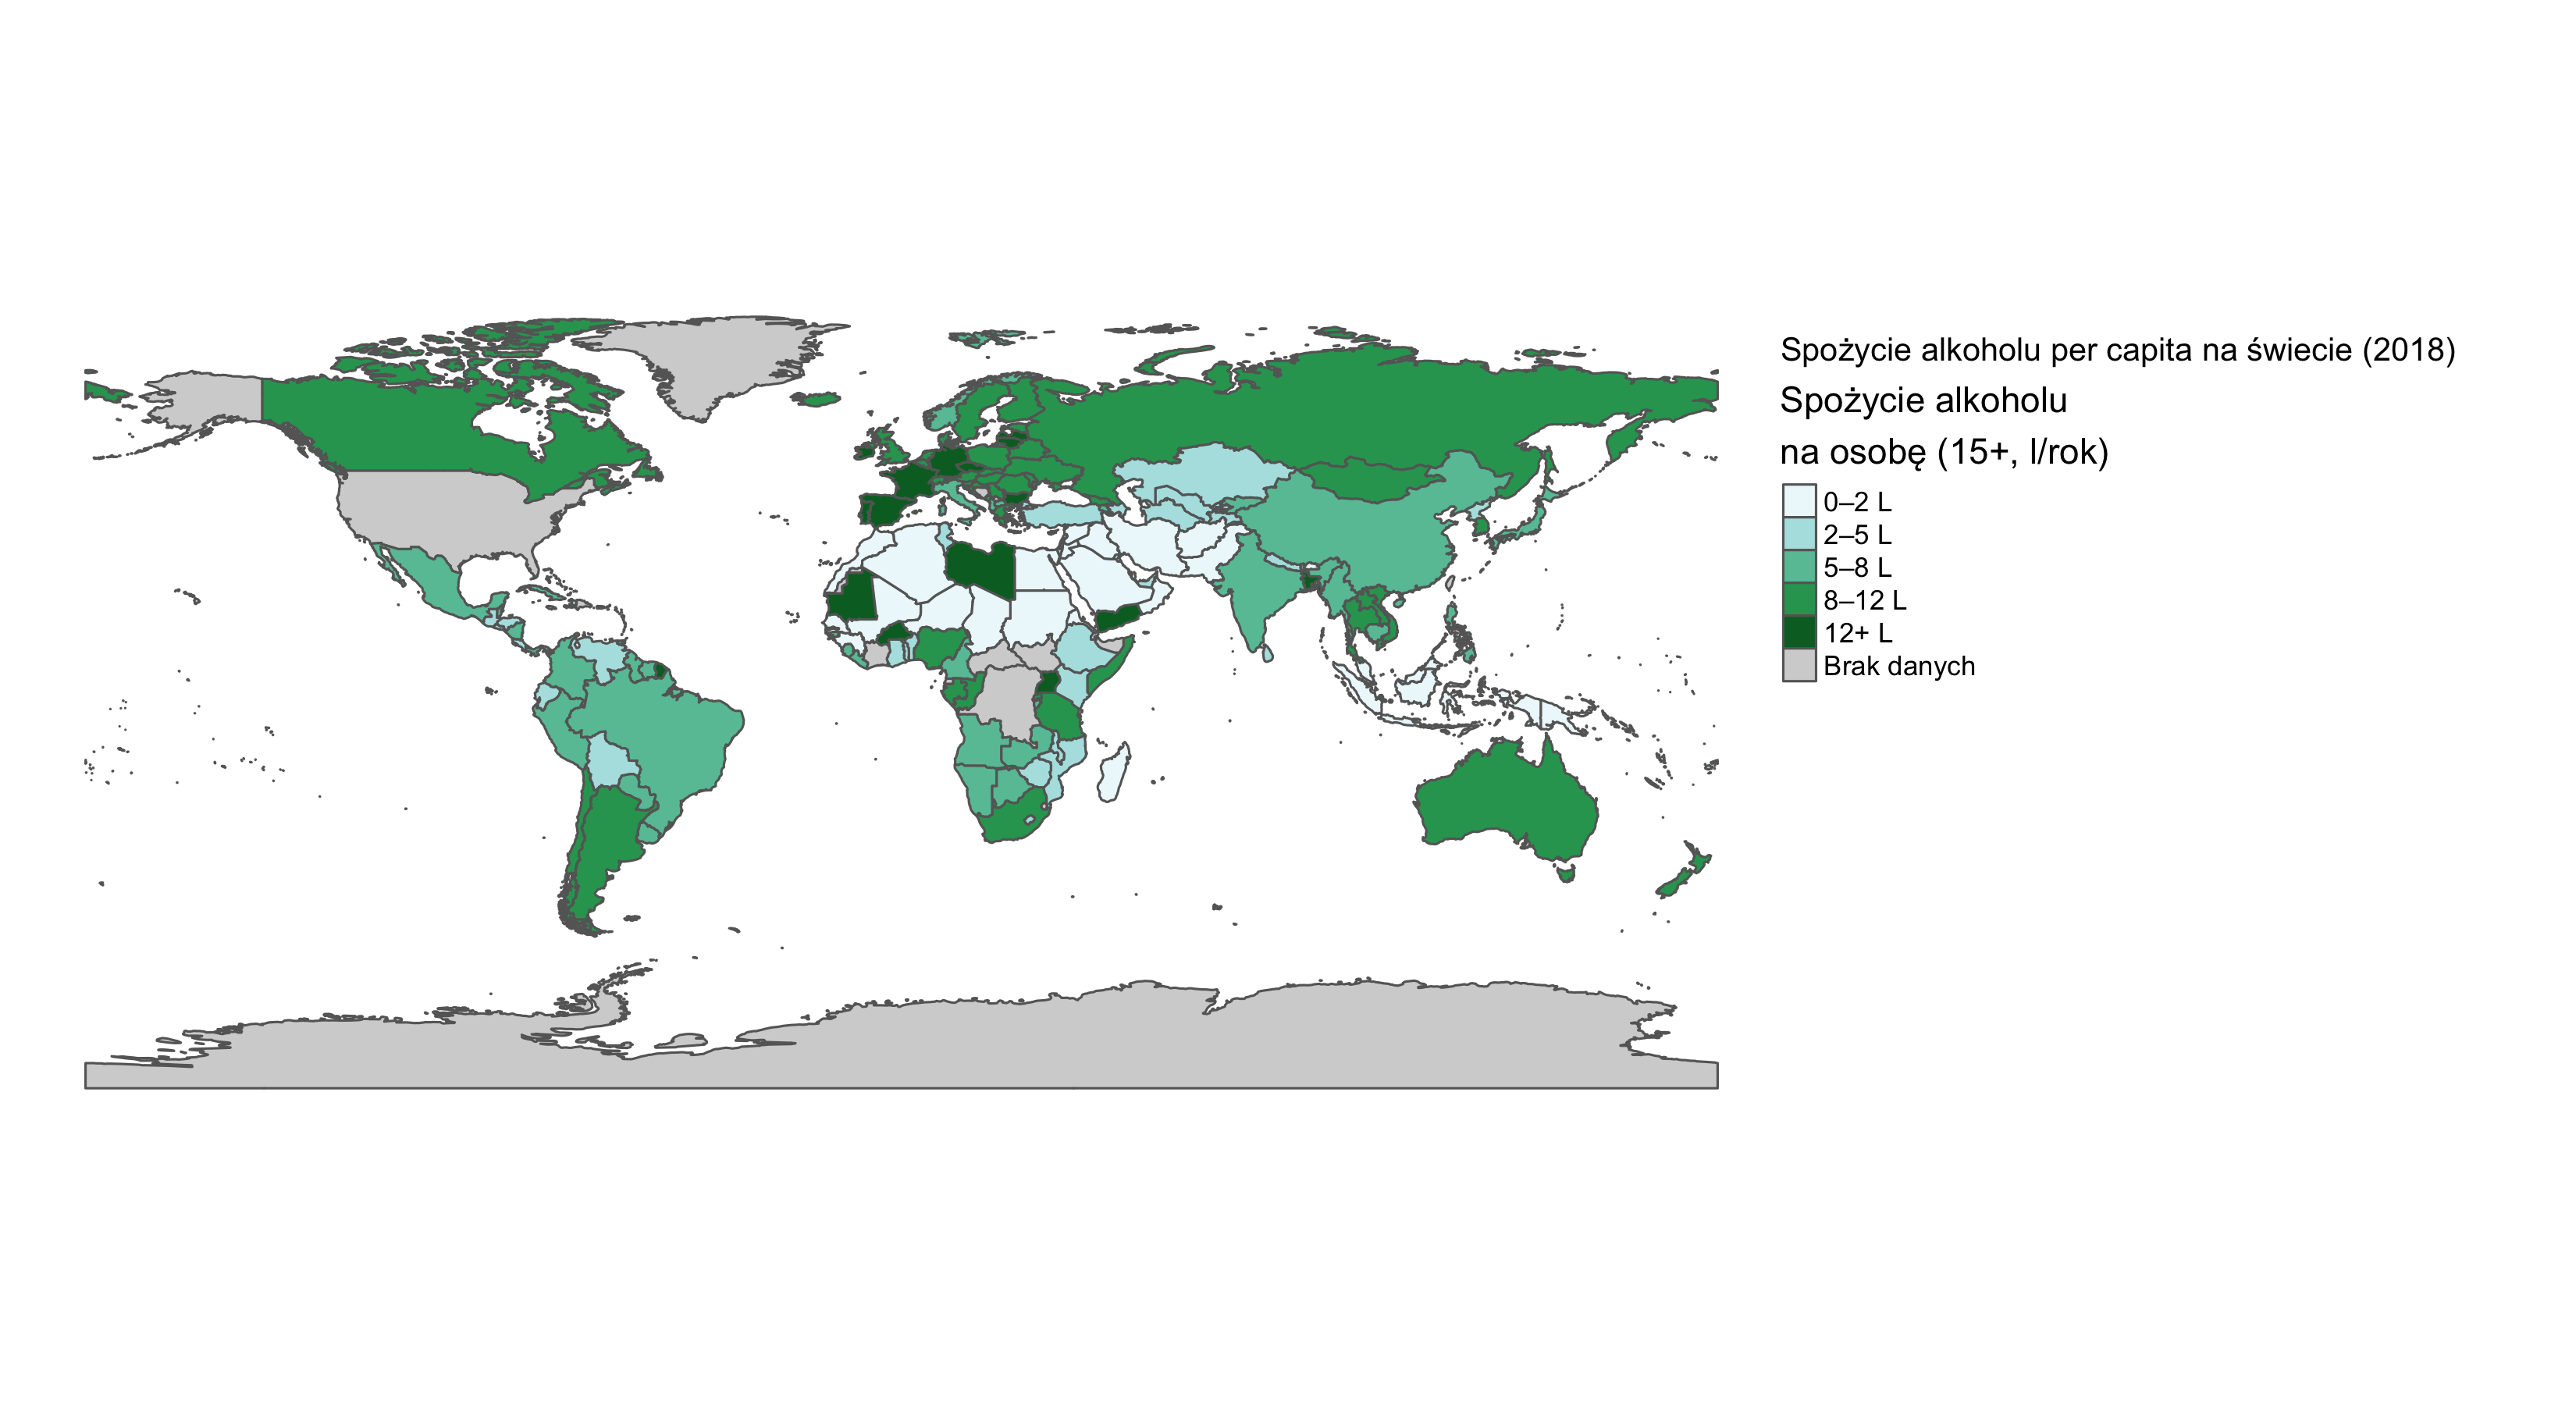 Spożycie alkoholu per capita na świecie (2018)
Spożycie alkoholu
na osobę (15+, l/rok)
0–2 L
2–5 L
5–8 L
8–12 L
12+ L
Brak danych